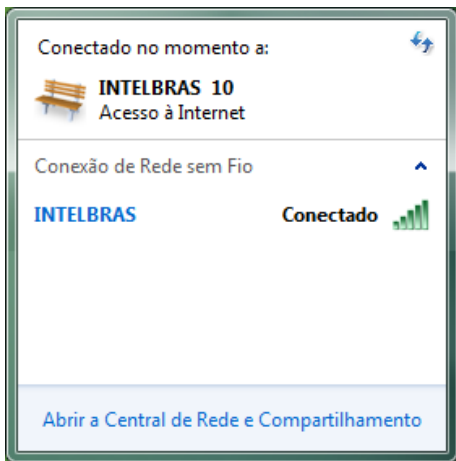 Conectado no momento a:
INTELBRAS 10
Acesso à Internet
Conexão de Rede sem Fio
INTELBRAS Conectado
Abrir a Central de Rede e Compartilhamento